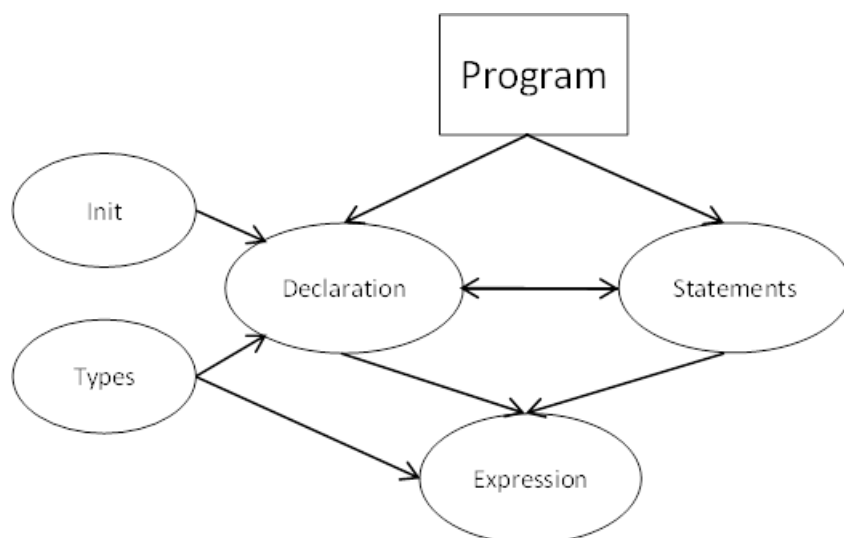 Program
Init
Declaration
Statements
Types
Expression